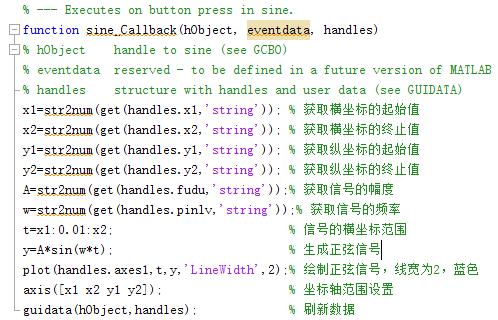 % --- Executes on button press in sine.
function sine_Callback(hObject, eventdata, handles)
% hObject    handle to sine (see GCBO)
% eventdata  reserved - to be defined in a future version of MATLAB
% handles    structure with handles and user data (see GUIDATA)
x1=str2num(get(handles.x1,'string')); % 获取横坐标的起始值
x2=str2num(get(handles.x2,'string')); % 获取横坐标的终止值
y1=str2num(get(handles.y1,'string')); % 获取纵坐标的起始值
y2=str2num(get(handles.y2,'string')); % 获取纵坐标的终止值
A=str2num(get(handles.fudu,'string')); % 获取信号的幅度
w=str2num(get(handles.pinlv,'string'));% 获取信号的频率
t=x1:0.01:x2; % 信号的横坐标范围
y=A*sin(w*t); % 生成正弦信号
plot(handles.axes1,t,y,'LineWidth',2);% 绘制正弦信号，线宽为2，蓝色
axis([x1 x2 y1 y2]); % 坐标轴范围设置
guidata(hObject,handles); % 刷新数据